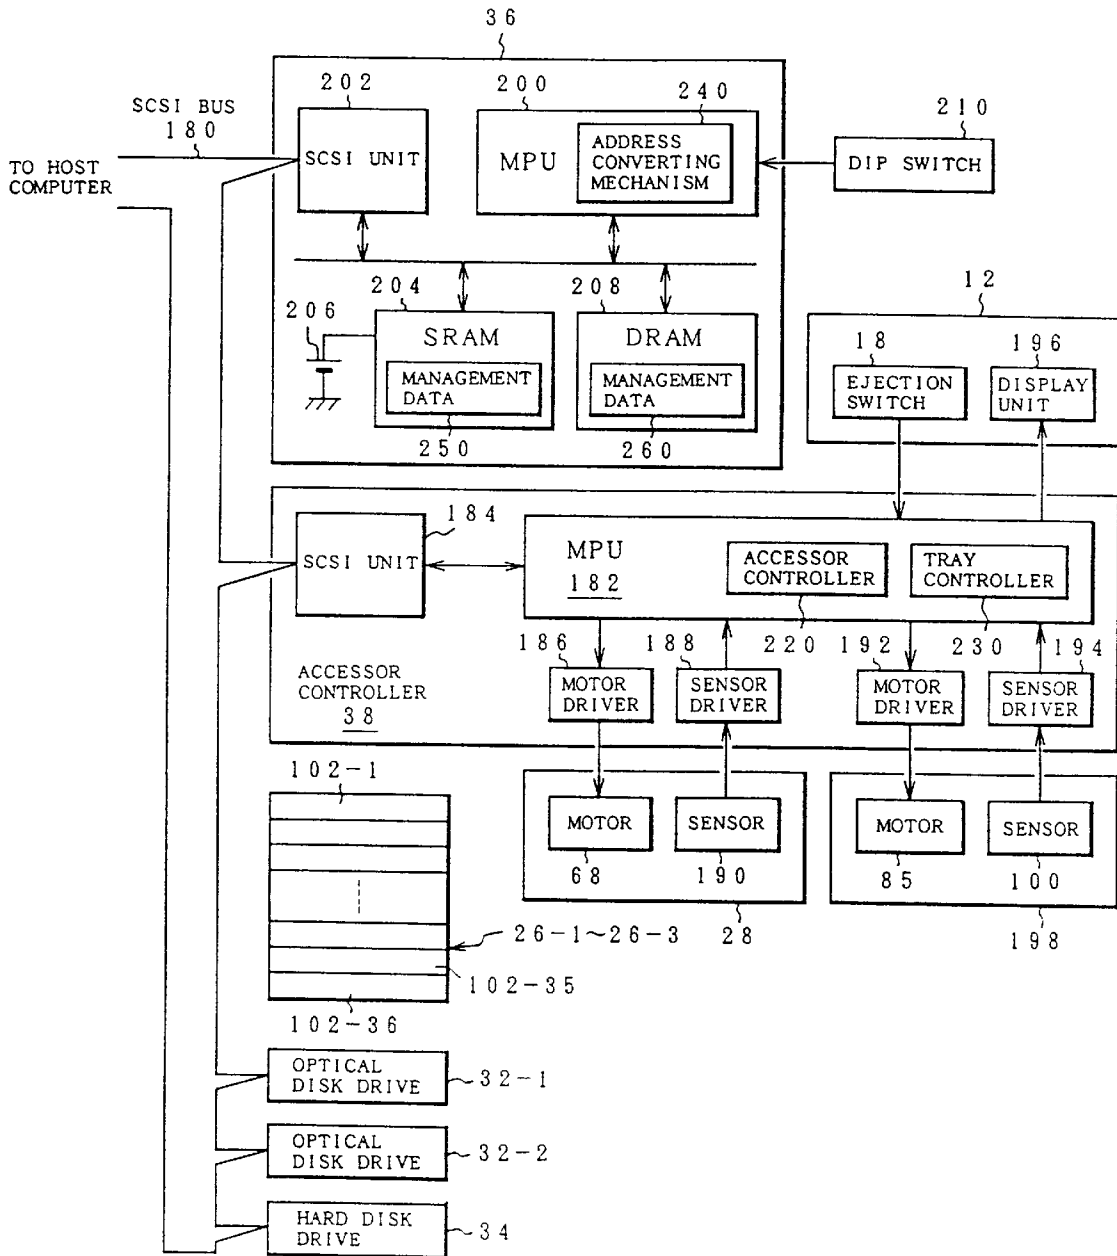 36
202
200
240
210
SCSI BUS
180
TO HOST
COMPUTER
SCSI UNIT
MPU
ADDRESS
CONVERTING
MECHANISM
DIP SWITCH
204
208
12
206
SRAM
DRAM
18
196
MANAGEMENT
DATA
MANAGEMENT
DATA
EJECTION
SWITCH
DISPLAY
UNIT
250
260
184
SCSI UNIT
MPU
182
ACCESSOR
CONTROLLER
TRAY
CONTROLLER
186
188
220
192
230
194
ACCESSOR
CONTROLLER
38
MOTOR
DRIVER
SENSOR
DRIVER
MOTOR
DRIVER
SENSOR
DRIVER
102-1
MOTOR
SENSOR
MOTOR
SENSOR
68
190
85
100
26-1~26-3
28
198
102-35
102-36
OPTICAL
DISK DRIVE
32-1
OPTICAL
DISK DRIVE
32-2
HARD DISK
DRIVE
34